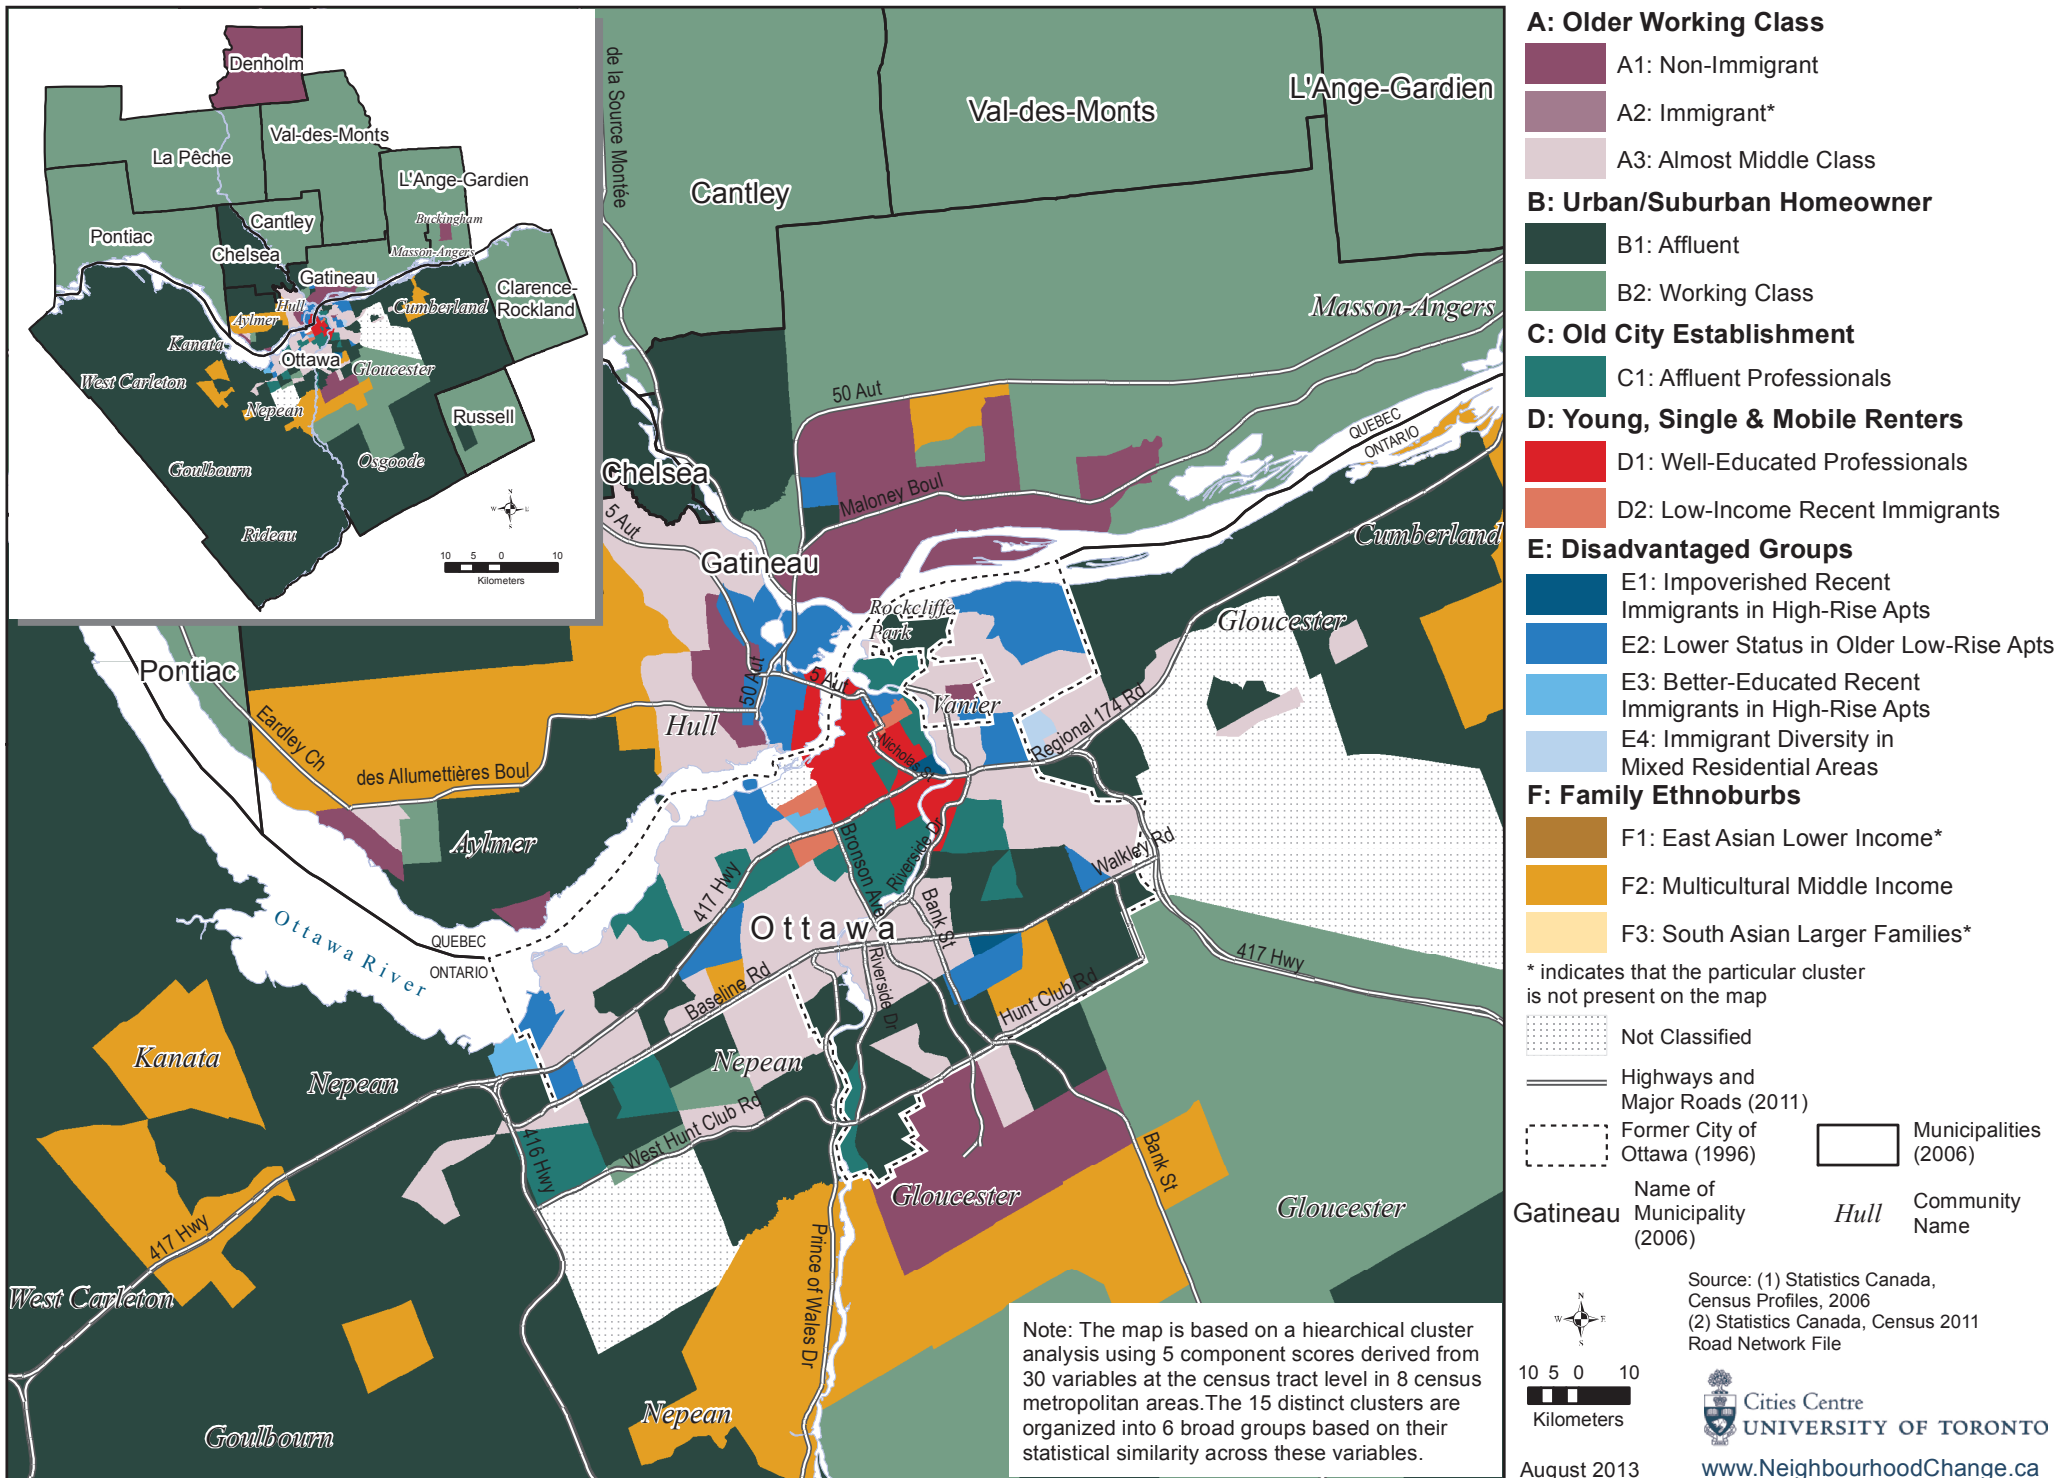 Denholm
Val-des-Monts
La Pêche
L'Ange-Gardien
Buckingham
Cantley
Pontiac
Chelsea
Masson-Angers
Gatineau
Clarence-
Rockland
Hull
Cumberland
Aylmer
Kanata
Ottawa
Gloucester
West Carleton
Nepean
Russell
Osgoode
Goulbourn
Rideau
N
W
E
S
10 5 0 10
Kilometers
de la Source Montée
L'Ange-Gardien
Val-des-Monts
Cantley
Masson-Angers
50 Aut
QUEBEC
ONTARIO
Chelsea
Maloney Boul
5 Aut
Cumberland
Gatineau
Rockcliffe
Park
Gloucester
Pontiac
5 Aut
50 Aut
Vanier
Hull
Eardley Ch
Regional 174 Rd
Nicholas St
des Allumettières Boul
Aylmer
Bronson Ave
Riverside Dr
Walkley Rd
417 Hwy
Ottawa River
Ottawa
Bank St
QUEBEC
ONTARIO
417 Hwy
Baseline Rd
Riverside Dr
Hunt Club Rd
Kanata
Nepean
Nepean
West Hunt Club Rd
416 Hwy
Bank St
Gloucester
Gloucester
417 Hwy
Prince of Wales Dr
West Carleton
Nepean
Goulbourn
Note: The map is based on a hiearchical cluster
analysis using 5 component scores derived from
30 variables at the census tract level in 8 census
metropolitan areas.The 15 distinct clusters are
organized into 6 broad groups based on their
statistical similarity across these variables.
A: Older Working Class
A1: Non-Immigrant
A2: Immigrant*
A3: Almost Middle Class
B: Urban/Suburban Homeowner
B1: Affluent
B2: Working Class
C: Old City Establishment
C1: Affluent Professionals
D: Young, Single & Mobile Renters
D1: Well-Educated Professionals
D2: Low-Income Recent Immigrants
E: Disadvantaged Groups
E1: Impoverished Recent
Immigrants in High-Rise Apts
E2: Lower Status in Older Low-Rise Apts
E3: Better-Educated Recent
Immigrants in High-Rise Apts
E4: Immigrant Diversity in
Mixed Residential Areas
F: Family Ethnoburbs
F1: East Asian Lower Income*
F2: Multicultural Middle Income
F3: South Asian Larger Families*
* indicates that the particular cluster
is not present on the map
Not Classified
Highways and
Major Roads (2011)
Former City of
Ottawa (1996)
Municipalities
(2006)
Gatineau
Name of
Municipality
(2006)
Hull
Community
Name
Source: (1) Statistics Canada,
Census Profiles, 2006
(2) Statistics Canada, Census 2011
Road Network File
N
W
E
S
10 5 0 10
Kilometers
Cities Centre
UNIVERSITY OF TORONTO
August 2013
www.NeighbourhoodChange.ca